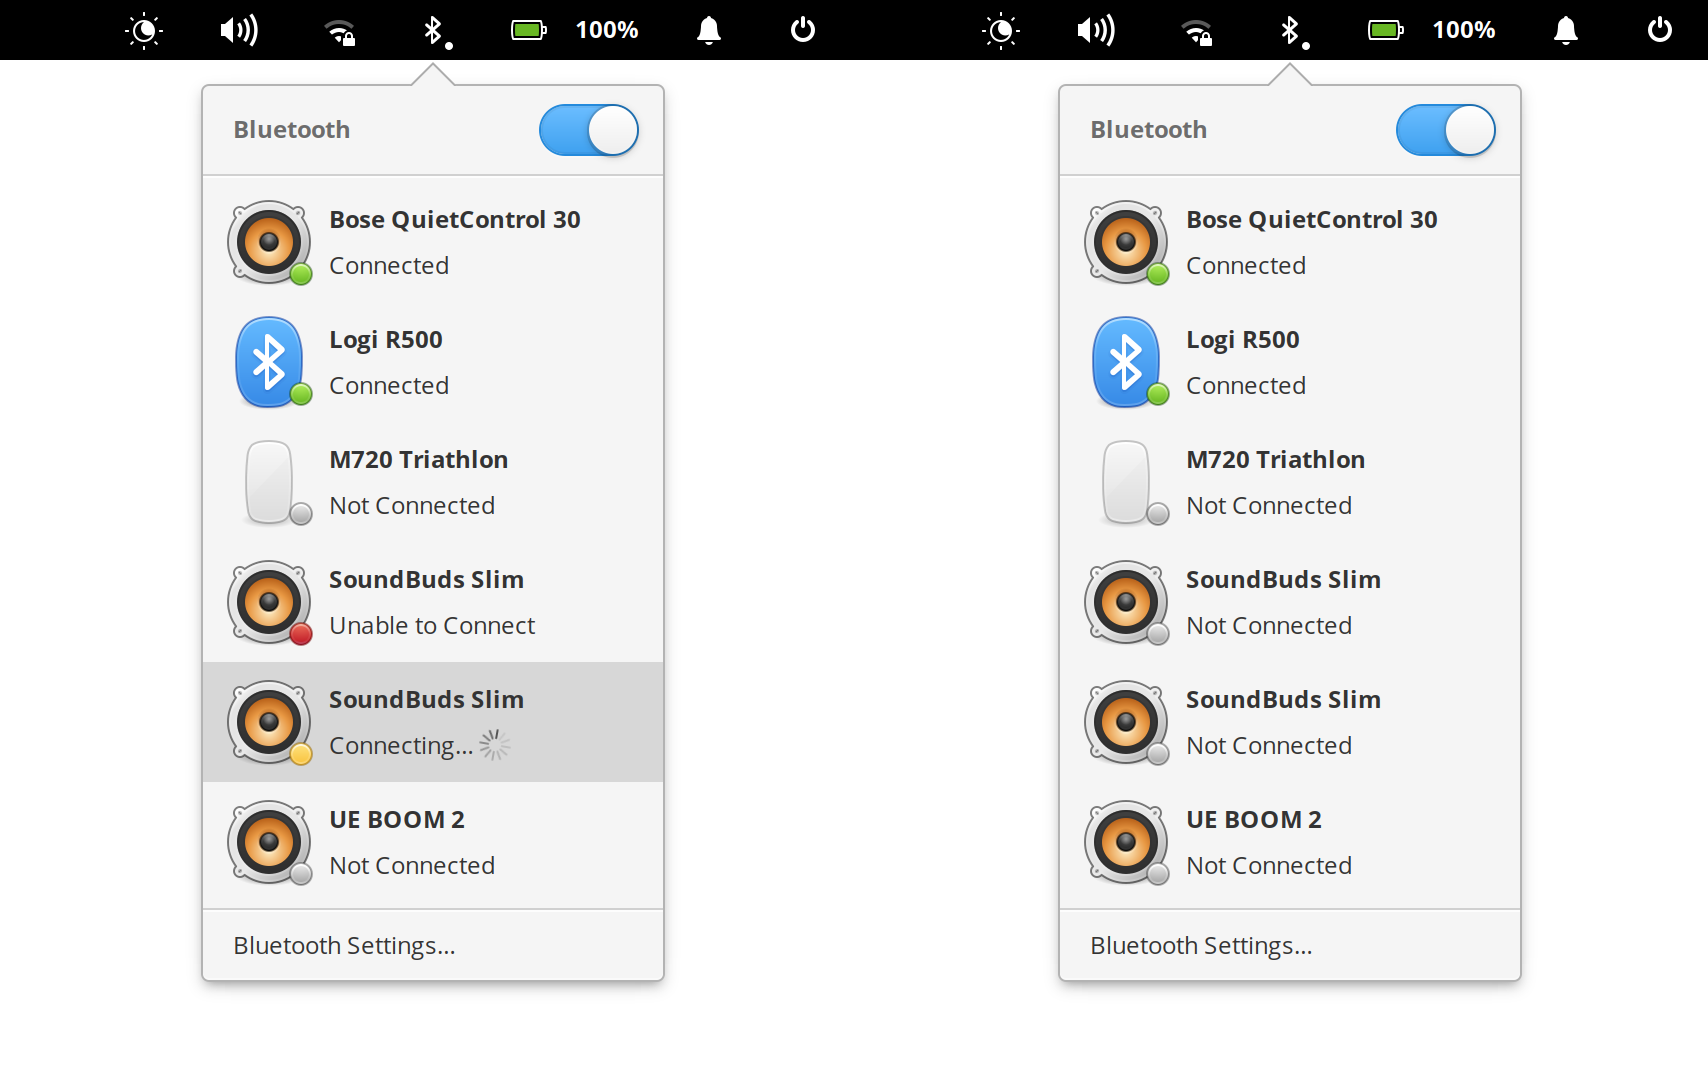 100%
Bluetooth
Bose QuietControl 30
Connected
Logi R500
Connected
M720 Triathlon
Not Connected
SoundBuds Slim
Unable to Connect
SoundBuds Slim
Connecting…
UE BOOM 2
Not Connected
Bluetooth Settings…
100%
Bluetooth
Bose QuietControl 30
Connected
Logi R500
Connected
M720 Triathlon
Not Connected
SoundBuds Slim
Not Connected
SoundBuds Slim
Not Connected
UE BOOM 2
Not Connected
Bluetooth Settings…